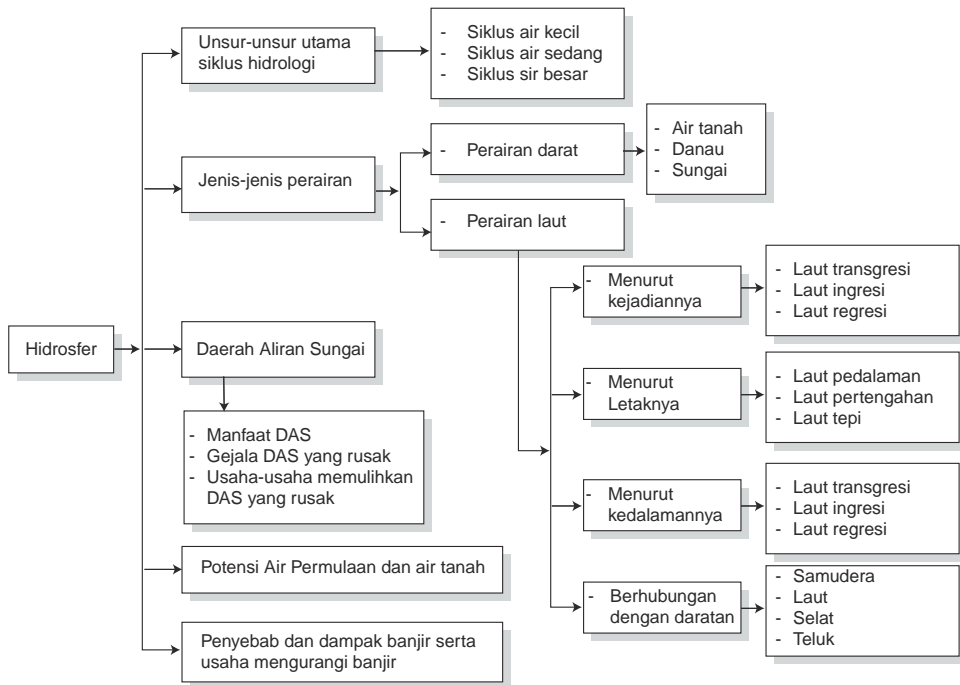 Hidrosfer
Unsur-unsur utama
siklus hidrologi
- Siklus air kecil
- Siklus air sedang
- Siklus sir besar
Jenis-jenis perairan
- Perairan darat
- Air tanah
- Danau
- Sungai
- Perairan laut
- Menurut
kejadiannya
- Laut transgresi
- Laut ingresi
- Laut regresi
- Menurut
Letaknya
- Laut pedalaman
- Laut pertengahan
- Laut tepi
- Menurut
kedalamannya
- Laut transgresi
- Laut ingresi
- Laut regresi
- Berhubungan
dengan daratan
- Samudera
- Laut
- Selat
- Teluk
Daerah Aliran Sungai
- Manfaat DAS
- Gejala DAS yang rusak
- Usaha-usaha memulihkan
DAS yang rusak
Potensi Air Permulaan dan air tanah
Penyebab dan dampak banjir serta
usaha mengurangi banjir